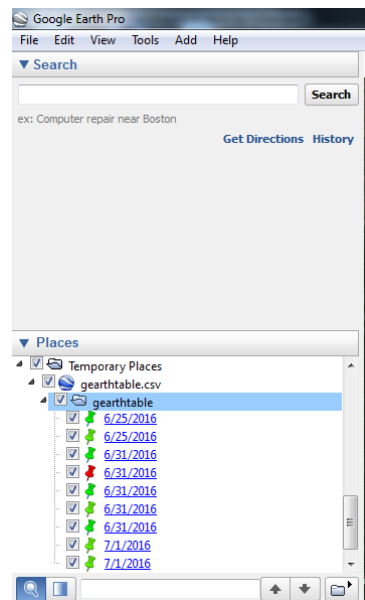 Google Earth Pro
File Edit View Tools Add Help
▼ Search
Search
ex: Computer repair near Boston
Get Directions History
▼ Places
Temporary Places
gearthtable.csv
gearthtable
6/25/2016
6/25/2016
6/31/2016
6/31/2016
6/31/2016
6/31/2016
6/31/2016
7/1/2016
7/1/2016